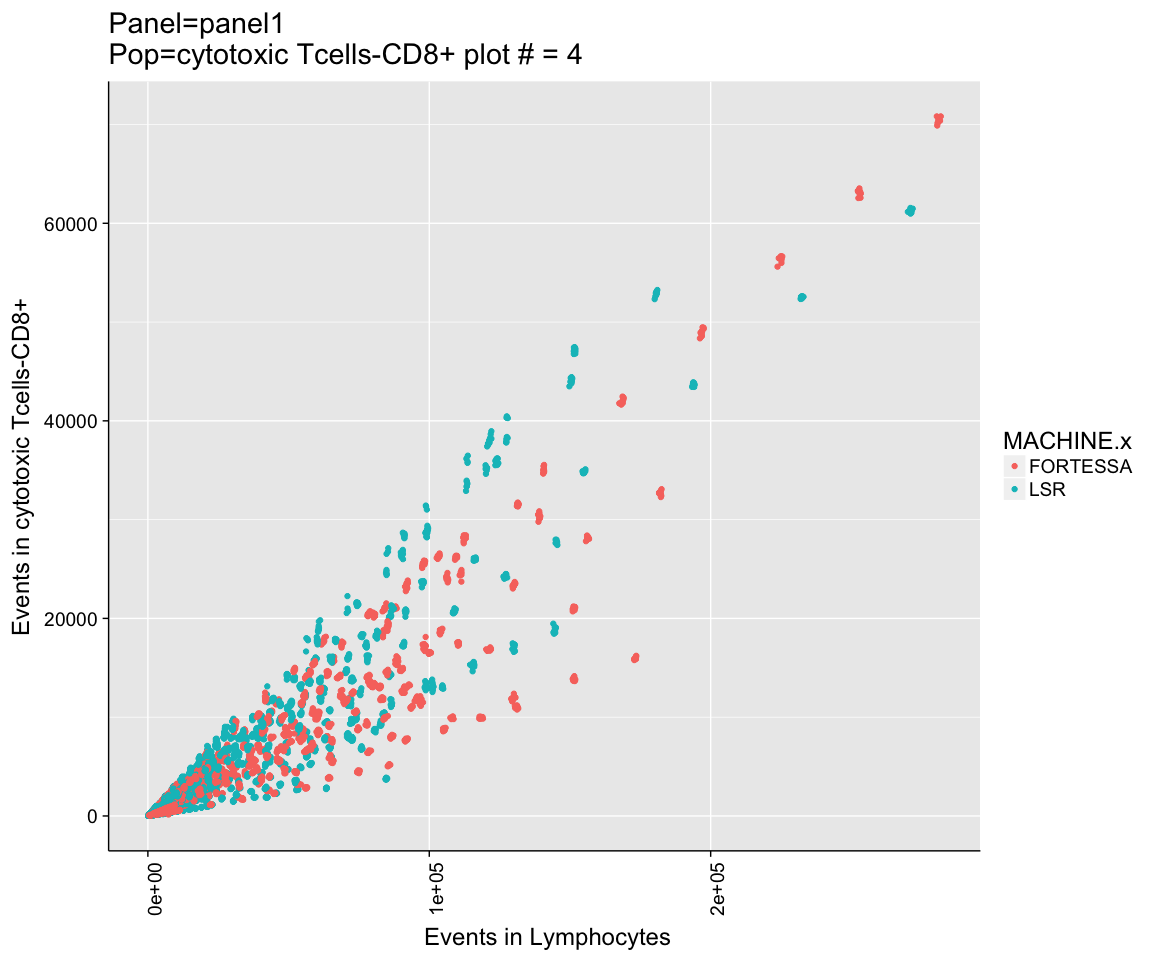 Panel=panel1
Pop=cytotoxic Tcells-CD8+ plot # = 4
Events in cytotoxic Tcells-CD8+
60000
40000
20000
0
0e+00
1e+05
2e+05
Events in Lymphocytes
MACHINE.x
FORTESSA
LSR